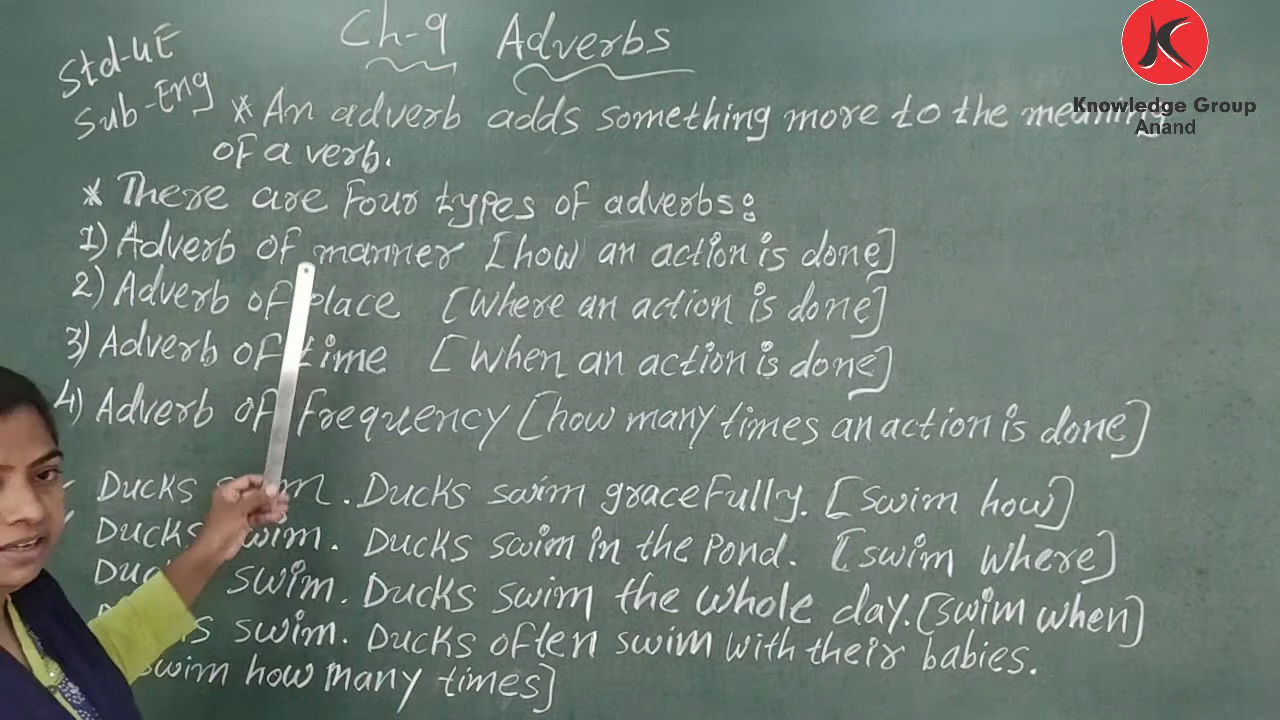 Ch-9 Adverbs
Std-4E
Sub-Eng
Knowledge Group
Anand
* An adverb adds something more to the meaning
of a verb.
* There are four types of adverbs:
1) Adverb of manner [how an action is done]
2) Adverb of place [Where an action is done]
3) Adverb of time [When an action is done]
4) Adverb of frequency [how many times an action is done]
Ducks swim. Ducks swim gracefully. [swim how]
Ducks swim. Ducks swim in the pond. [swim where]
swim. Ducks swim the whole day. [swim when]
swim. Ducks often swim with their babies.
swim how many times]